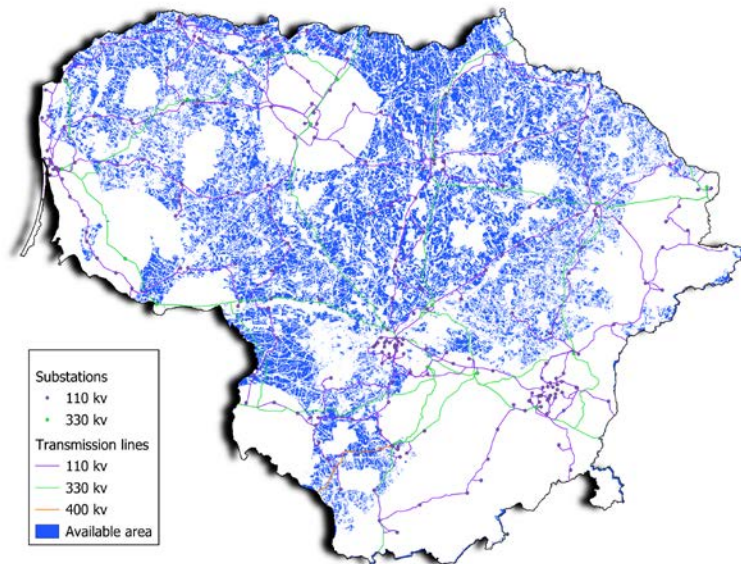 Substations
110 kv
330 kv
Transmission lines
110 kv
330 kv
400 kv
Available area